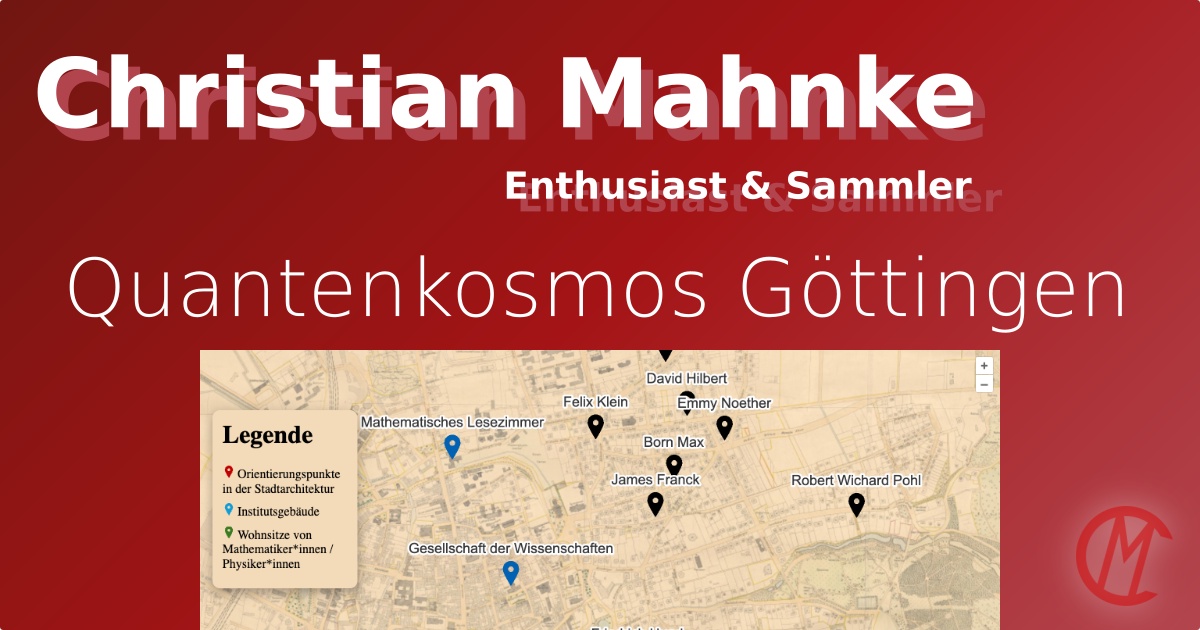 Christian Mahnke
Enthusiast & Sammler
Quantenkosmos Göttingen
David Hilbert
Felix Klein
Emmy Noether
Mathematisches Lesezimmer
Born Max
James Franck
Robert Wichard Pohl
Gesellschaft der Wissenschaften
Legende
Orientierungspunkte
in der Stadtarchitektur
Institutsgebäude
Wohnsitze von
Mathematiker*innen /
Physiker*innen
+
−
CM